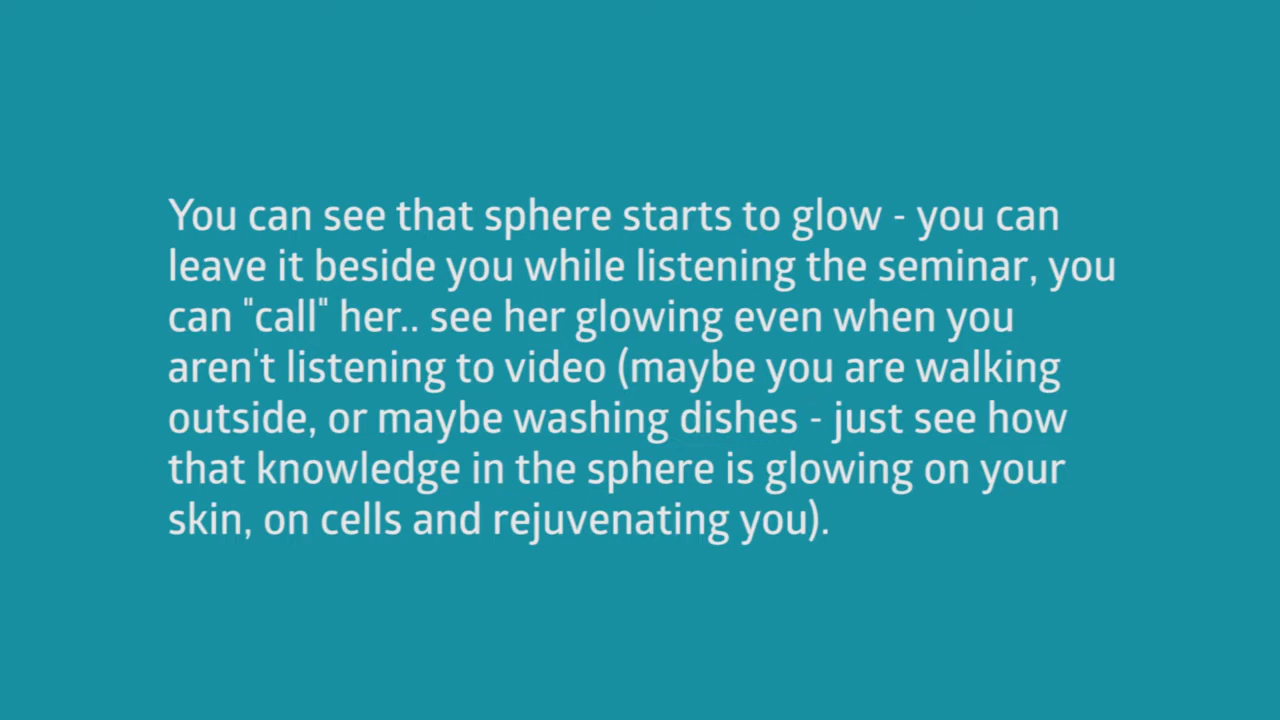 You can see that sphere starts to glow - you can
leave it beside you while listening the seminar, you
can "call" her.. see her glowing even when you
aren't listening to video (maybe you are walking
outside, or maybe washing dishes - just see how
that knowledge in the sphere is glowing on your
skin, on cells and rejuvenating you).